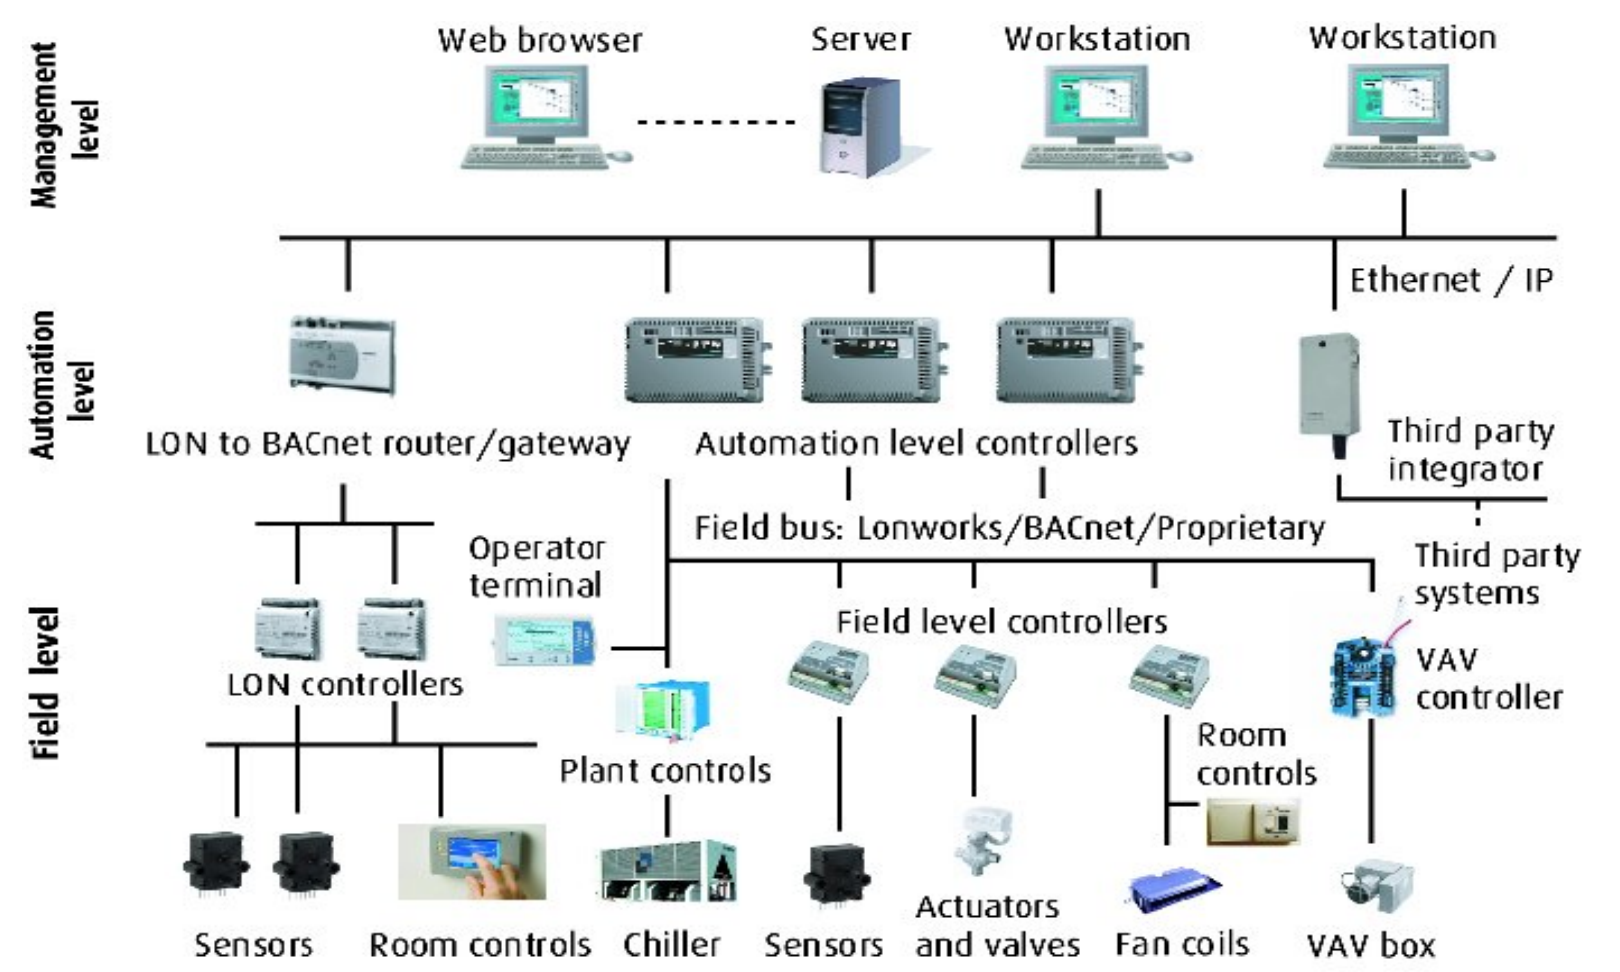 Management
level
Web browser
Server
Workstation
Workstation
Ethernet / IP
Automation
level
LON to BACnet router/gateway
Automation level controllers
Third party
integrator
Field bus: Lonworks/BACnet/Proprietary
Third party
systems
Field level
Operator
terminal
Field level controllers
LON controllers
VAV
controller
Plant controls
Room
controls
Sensors
Room controls
Chiller
Sensors
Actuators
and valves
Fan coils
VAV box